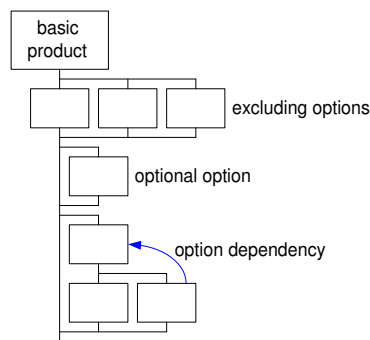 basic
product
excluding options
optional option
option dependency